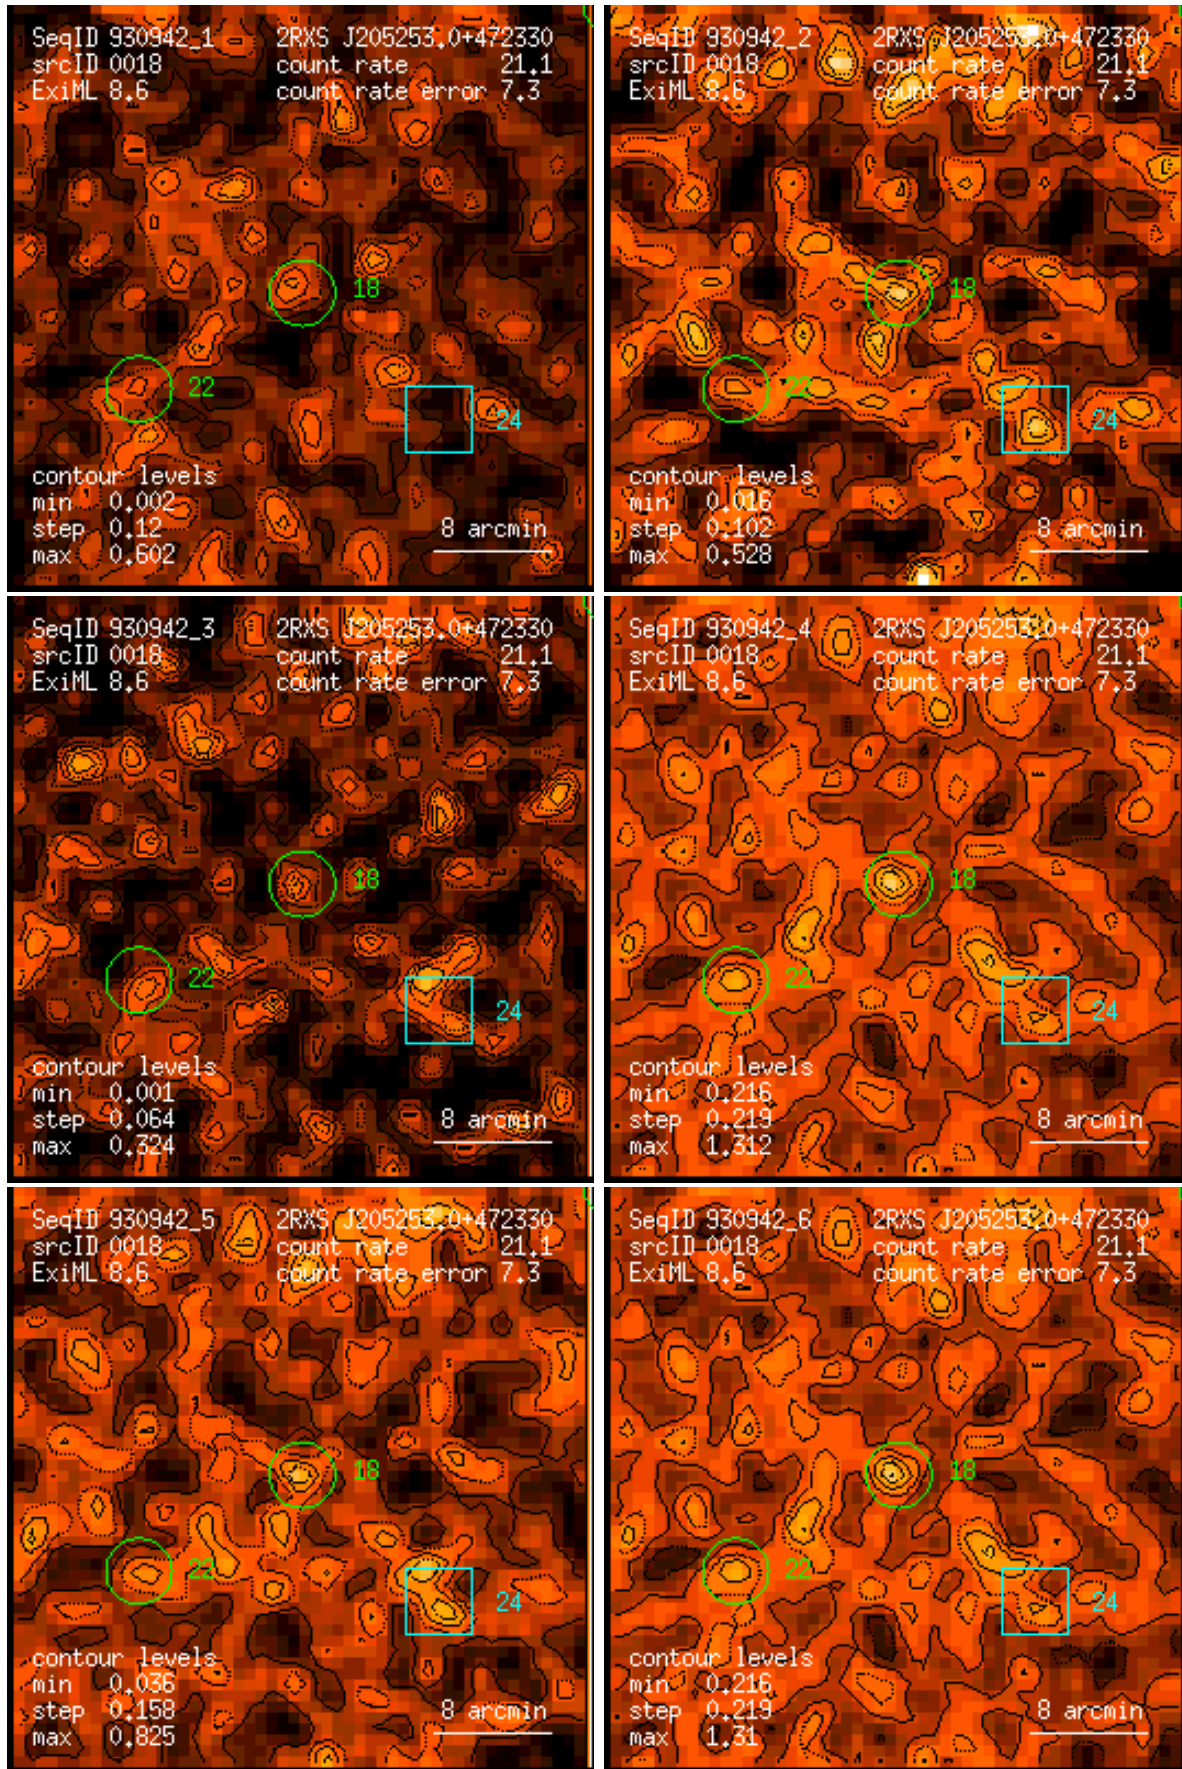 SeqID 930942_1 2RXS J205253.0+472330
srcID 0018 count rate 21.1
ExiML 8.6 count rate error 7.3
18
22
24
contour levels
min 0.002
step 0.12 8 arcmin
max 0.602
SeqID 930942_2 2RXS J205253.0+472330
srcID 0018 count rate 21.1
ExiML 8.6 count rate error 7.3
18
22
24
contour levels
min 0.016
step 0.102 8 arcmin
max 0.528
SeqID 930942_3 2RXS J205253.0+472330
srcID 0018 count rate 21.1
ExiML 8.6 count rate error 7.3
18
22
24
contour levels
min 0.001
step 0.064 8 arcmin
max 0.324
SeqID 930942_4 2RXS J205253.0+472330
srcID 0018 count rate 21.1
ExiML 8.6 count rate error 7.3
18
22
24
contour levels
min 0.216
step 0.219 8 arcmin
max 1.312
SeqID 930942_5 2RXS J205253.0+472330
srcID 0018 count rate 21.1
ExiML 8.6 count rate error 7.3
18
22
24
contour levels
min 0.036
step 0.158 8 arcmin
max 0.825
SeqID 930942_6 2RXS J205253.0+472330
srcID 0018 count rate 21.1
ExiML 8.6 count rate error 7.3
18
22
24
contour levels
min 0.216
step 0.219 8 arcmin
max 1.31